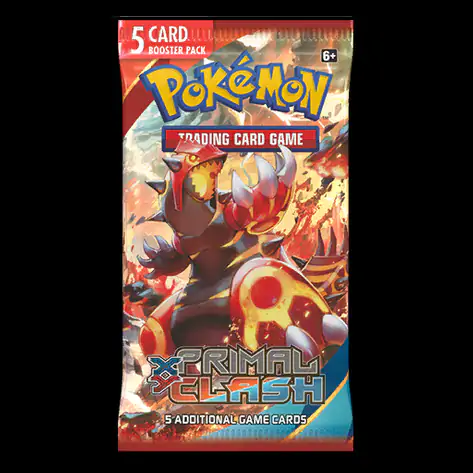 5 CARD
BOOSTER PACK
6+
POKéMON
TRADING CARD GAME
XY
PRIMAL
CLASH
5 ADDITIONAL GAME CARDS